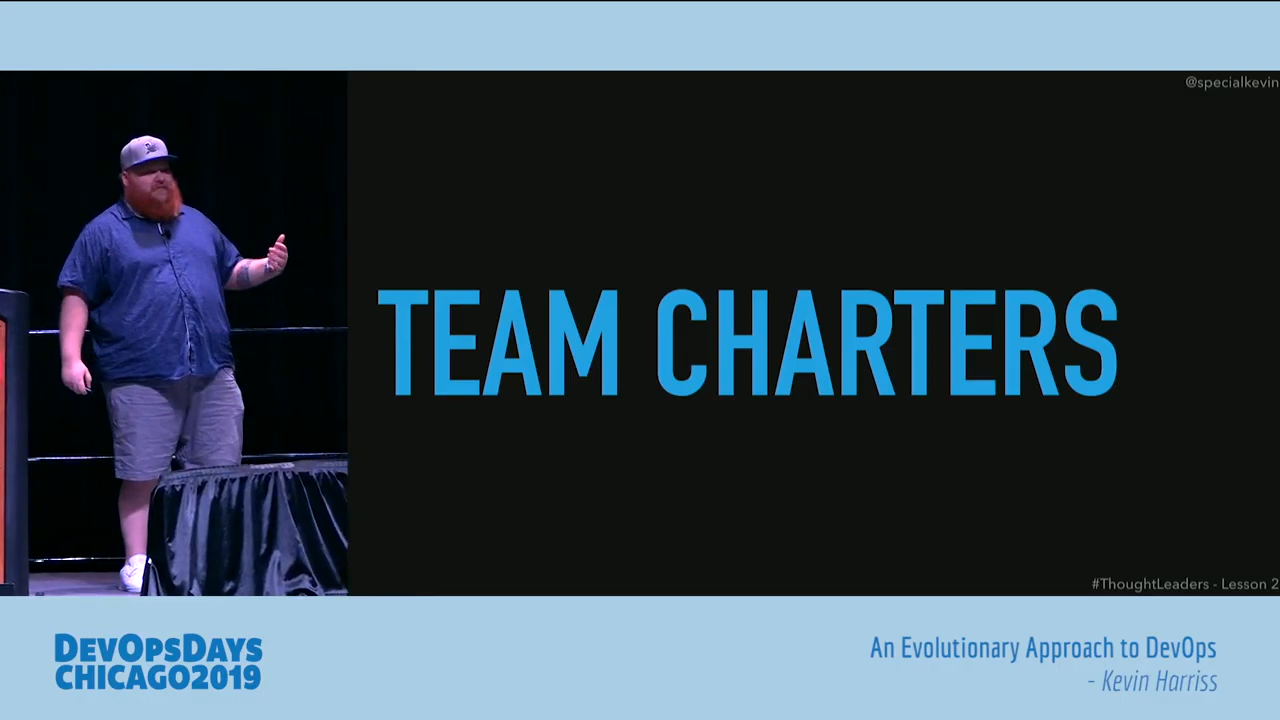 @specialkevin
TEAM CHARTERS
#ThoughtLeaders - Lesson 2
DEVOPSDAYS
CHICAGO2019
An Evolutionary Approach to DevOps
- Kevin Harriss